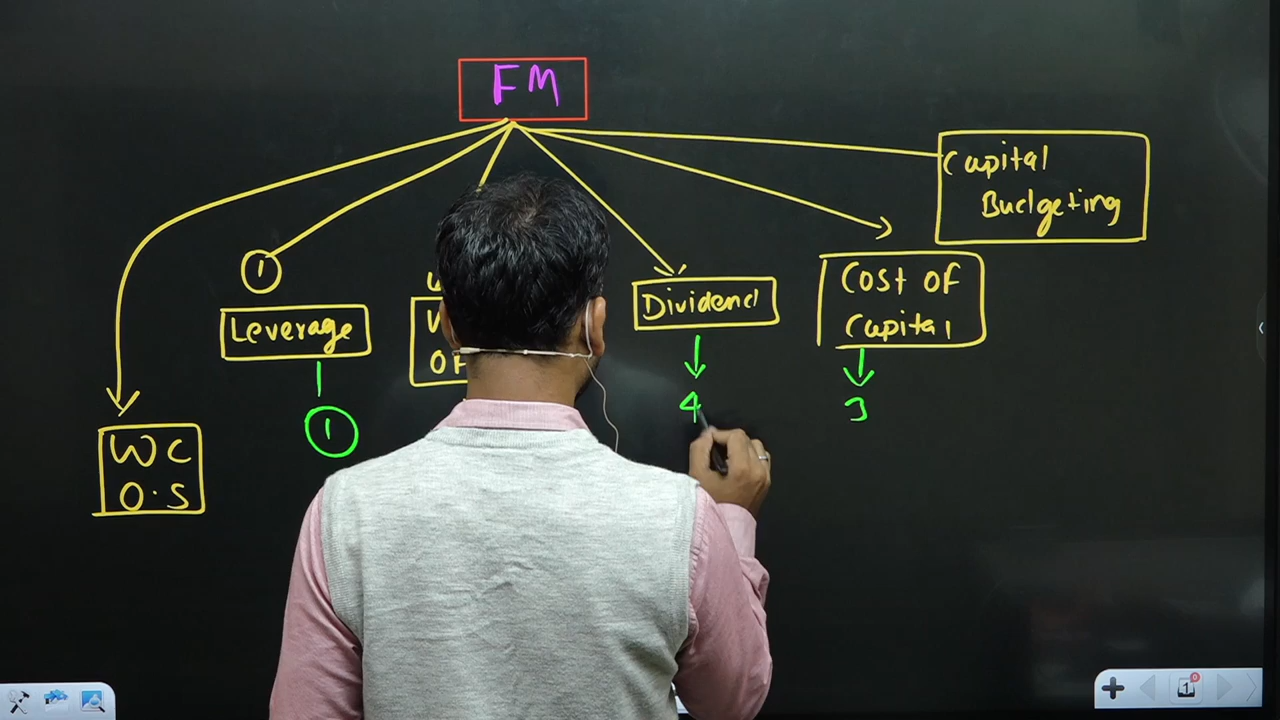 FM
Capital
Budgeting
①
Leverage
①
Dividend
4
Cost of
Capital
3
WC
O.S